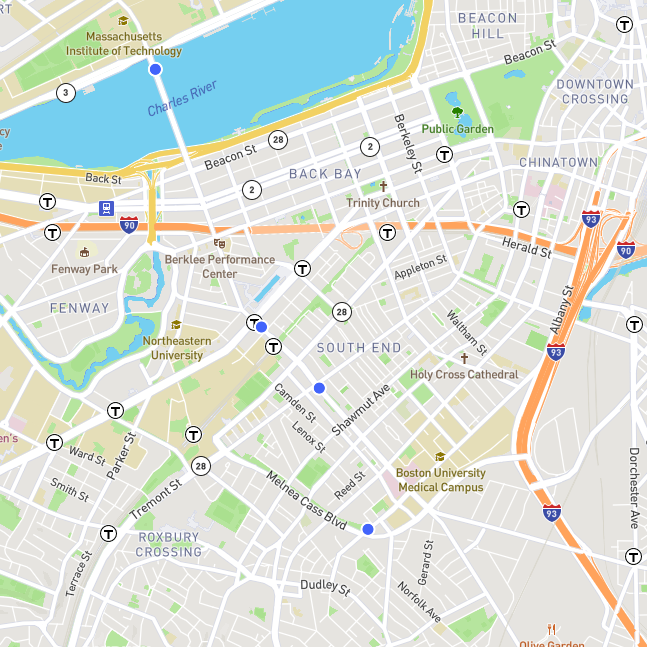 RT
BEACON
HILL
T
Massachusetts
Institute of Technology
Beacon St
DOWNTOWN
CROSSING
3
Charles River
Berkeley St
Public Garden
28
2
Beacon St
T
CHINATOWN
cy
e
Back St
BACK BAY
2
Trinity Church
T
T
93
90
T
T
Herald St
90
Fenway Park
Berklee Performance
Center
T
Appleton St
Albany St
FENWAY
28
T
Waltham St
T
Northeastern
University
T
SOUTH END
93
Holy Cross Cathedral
Camden St
Shawmut Ave
T
Lenox St
T
en's
T
Parker St
Ward St
28
Boston University
Medical Campus
Dorchester Ave
Smith St
Tremont St
Reed St
Melnea Cass Blvd
93
T
ROXBURY
CROSSING
T
Terrace St
Gerard St
Dudley St
Norfolk Ave
Olive Garden